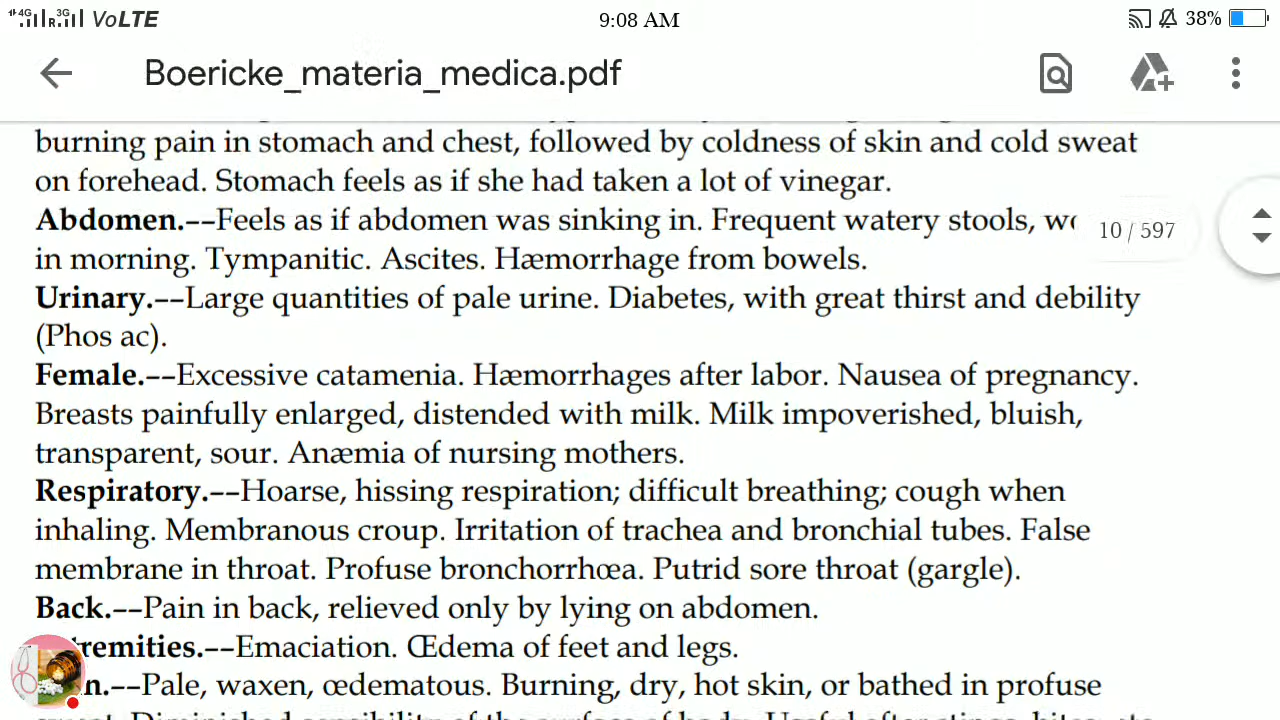 4G R 3G VoLTE 9:08 AM 38%
Boericke_materia_medica.pdf
burning pain in stomach and chest, followed by coldness of skin and cold sweat
on forehead. Stomach feels as if she had taken a lot of vinegar.
Abdomen.--Feels as if abdomen was sinking in. Frequent watery stools,
10 / 597
in morning. Tympanitic. Ascites. Hæmorrhage from bowels.
Urinary.--Large quantities of pale urine. Diabetes, with great thirst and debility
(Phos ac).
Female.--Excessive catamenia. Hæmorrhages after labor. Nausea of pregnancy.
Breasts painfully enlarged, distended with milk. Milk impoverished, bluish,
transparent, sour. Anæmia of nursing mothers.
Respiratory.--Hoarse, hissing respiration; difficult breathing; cough when
inhaling. Membranous croup. Irritation of trachea and bronchial tubes. False
membrane in throat. Profuse bronchorrhœa. Putrid sore throat (gargle).
Back.--Pain in back, relieved only by lying on abdomen.
tremities.--Emaciation. Œdema of feet and legs.
n.--Pale, waxen, œdematous. Burning, dry, hot skin, or bathed in profuse